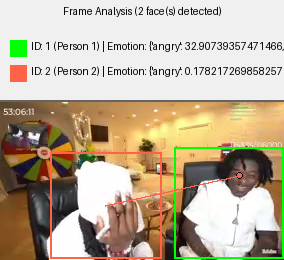 Frame Analysis (2 face(s) detected)
ID: 1 (Person 1) | Emotion: {'angry': 32.90739357471466,
ID: 2 (Person 2) | Emotion: {'angry': 0.178217269858257
53:06:11